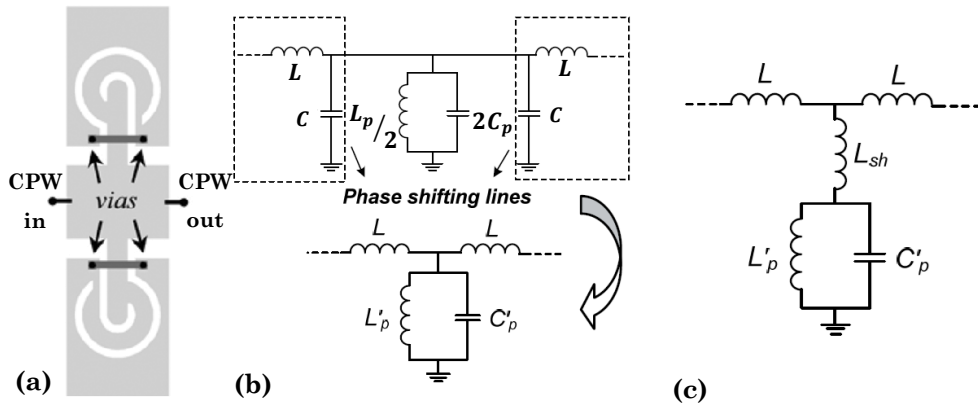 CPW
in
vias
CPW
out
(a)
L
L
C
L_p/2
2C_p
C
Phase shifting lines
L
L
L'_p
C'_p
(b)
L
L
L_sh
L'_p
C'_p
(c)